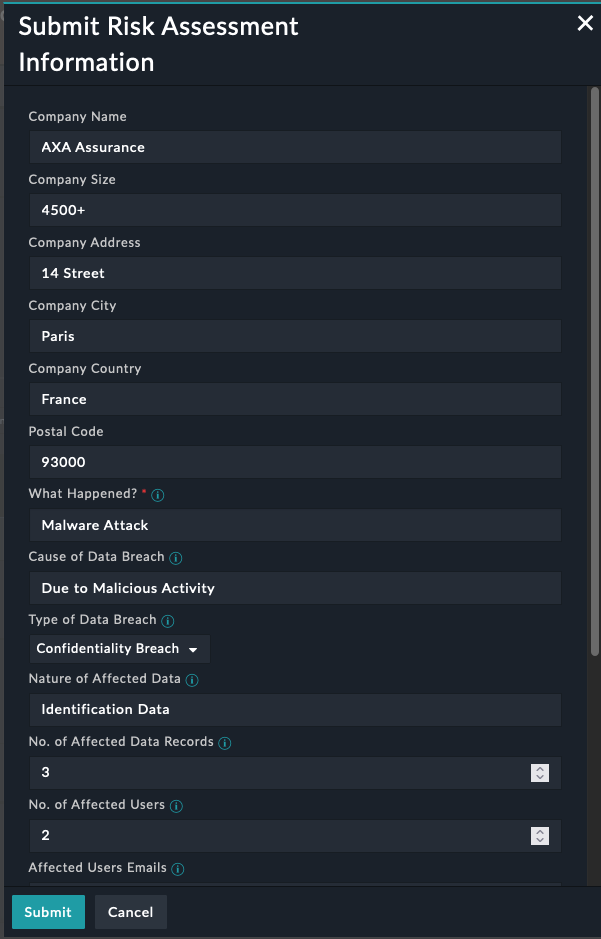 Submit Risk Assessment
Information
Company Name
AXA Assurance
Company Size
4500+
Company Address
14 Street
Company City
Paris
Company Country
France
Postal Code
93000
What Happened? *
Malware Attack
Cause of Data Breach
Due to Malicious Activity
Type of Data Breach
Confidentiality Breach
Nature of Affected Data
Identification Data
No. of Affected Data Records
3
No. of Affected Users
2
Affected Users Emails
Submit Cancel